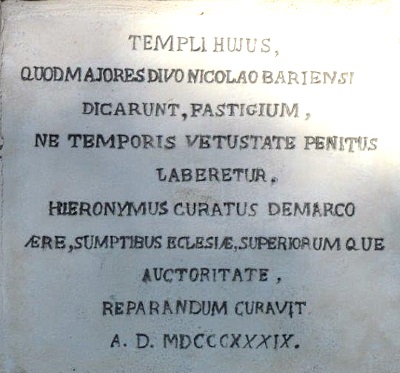 TEMPLI HUJUS,
QUOD MAJORES DIVO NICOLAO BARIENSI
DICARUNT, FASTIGIUM,
NE TEMPORIS VETUSTATE PENITUS
LABERETUR,
HIERONYMUS CURATUS DEMARCO
ÆRE, SUMPTIBUS ECLESIÆ, SUPERIORUM QUE
AUCTORITATE,
REPARANDUM CURAVIT
A. D. MDCCCXXXIX.